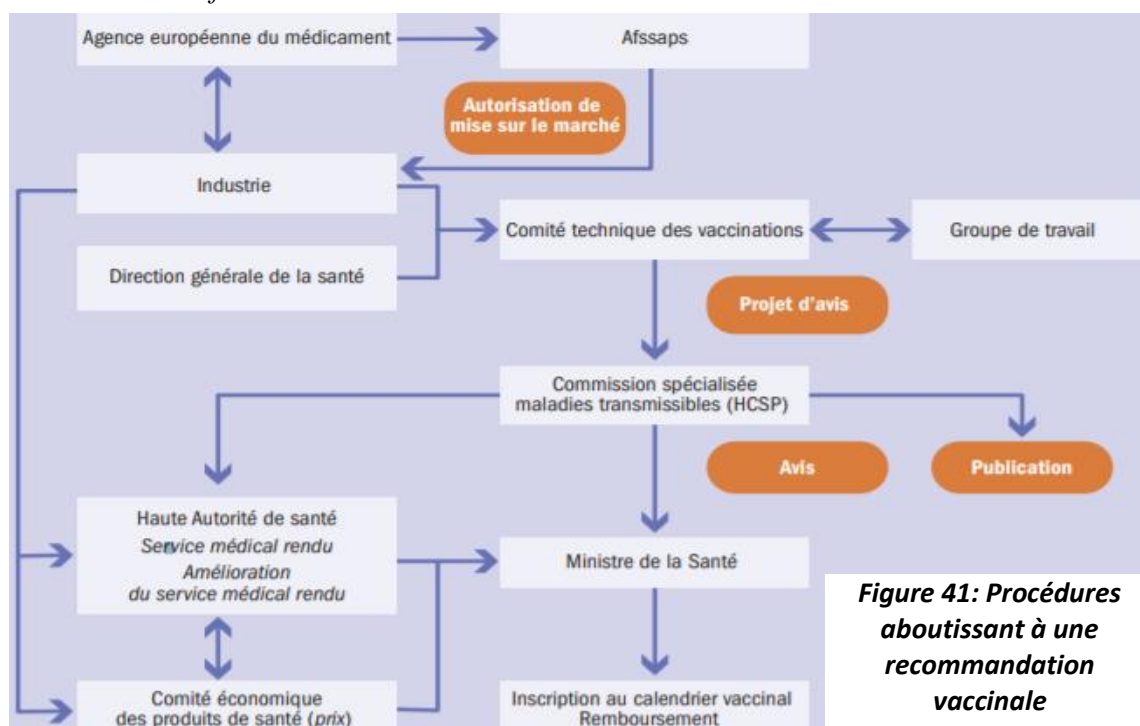 Agence européenne du médicament
Afssaps
Autorisation de
mise sur le marché
Industrie
Comité technique des vaccinations
Groupe de travail
Direction générale de la santé
Projet d'avis
Commission spécialisée
maladies transmissibles (HCSP)
Avis
Publication
Haute Autorité de santé
Service médical rendu
Amélioration
du service médical rendu
Ministre de la Santé
Comité économique
des produits de santé (prix)
Inscription au calendrier vaccinal
Remboursement
Figure 41: Procédures
aboutissant à une
recommandation
vaccinale